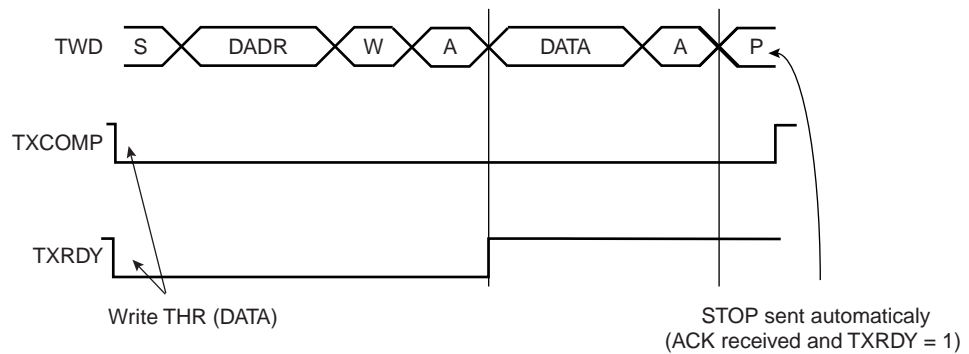 TWD S DADR W A DATA A P
TXCOMP
TXRDY
Write THR (DATA)
STOP sent automaticaly
(ACK received and TXRDY = 1)